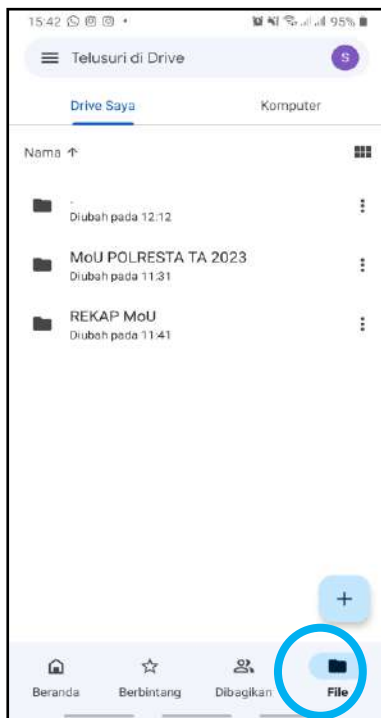 15:42
95%
Telusuri di Drive
S
Drive Saya
Komputer
Nama ↑
.
Diubah pada 12:12
MoU POLRESTA TA 2023
Diubah pada 11:31
REKAP MoU
Diubah pada 11:41
+
Beranda
Berbintang
Dibagikan
File